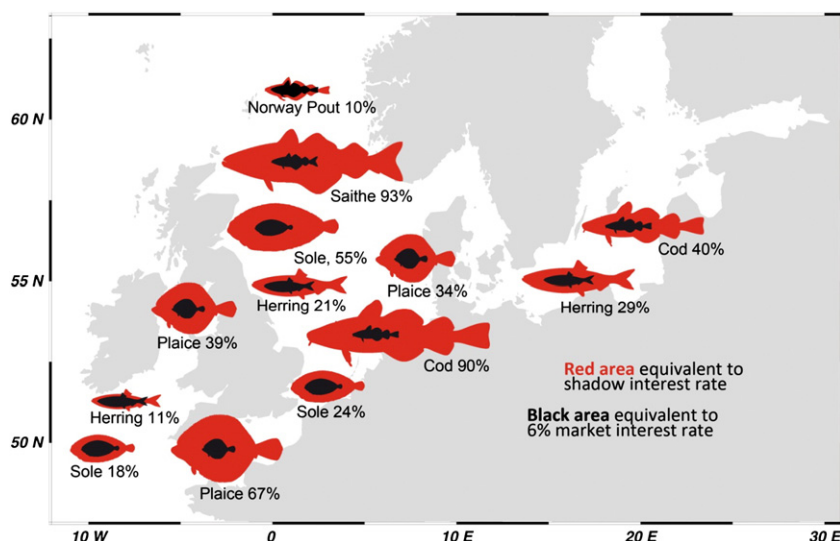 60 N
Norway Pout 10%
Saithe 93%
Sole, 55%
Cod 40%
55 N
Herring 21%
Plaice 34%
Herring 29%
Plaice 39%
Cod 90%
Red area equivalent to
shadow interest rate
Herring 11%
Sole 24%
Black area equivalent to
6% market interest rate
50 N
Sole 18%
Plaice 67%
10 W
0
10 E
20 E
30 E